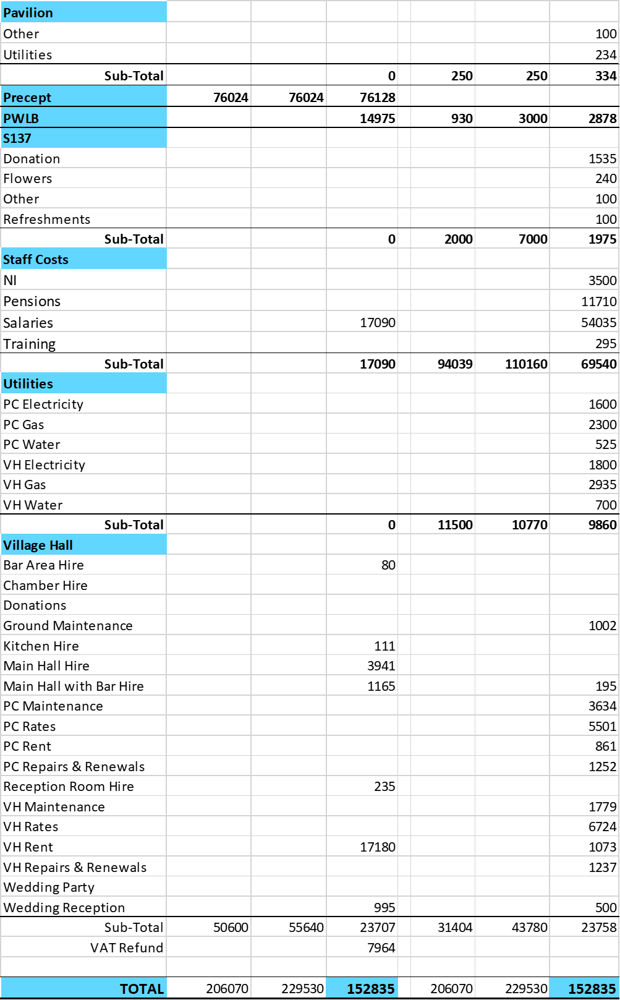 Pavilion
Other 100
Utilities 234
Sub-Total 0 250 250 334
Precept 76024 76024 76128
PWLB 14975 930 3000 2878
S137
Donation 1535
Flowers 240
Other 100
Refreshments 100
Sub-Total 0 2000 7000 1975
Staff Costs
NI 3500
Pensions 11710
Salaries 17090 54035
Training 295
Sub-Total 17090 94039 110160 69540
Utilities
PC Electricity 1600
PC Gas 2300
PC Water 525
VH Electricity 1800
VH Gas 2935
VH Water 700
Sub-Total 0 11500 10770 9860
Village Hall
Bar Area Hire 80
Chamber Hire
Donations
Ground Maintenance 1002
Kitchen Hire 111
Main Hall Hire 3941
Main Hall with Bar Hire 1165 195
PC Maintenance 3634
PC Rates 5501
PC Rent 861
PC Repairs & Renewals 1252
Reception Room Hire 235
VH Maintenance 1779
VH Rates 6724
VH Rent 17180 1073
VH Repairs & Renewals 1237
Wedding Party
Wedding Reception 995 500
Sub-Total 50600 55640 23707 31404 43780 23758
VAT Refund 7964
TOTAL 206070 229530 152835 206070 229530 152835